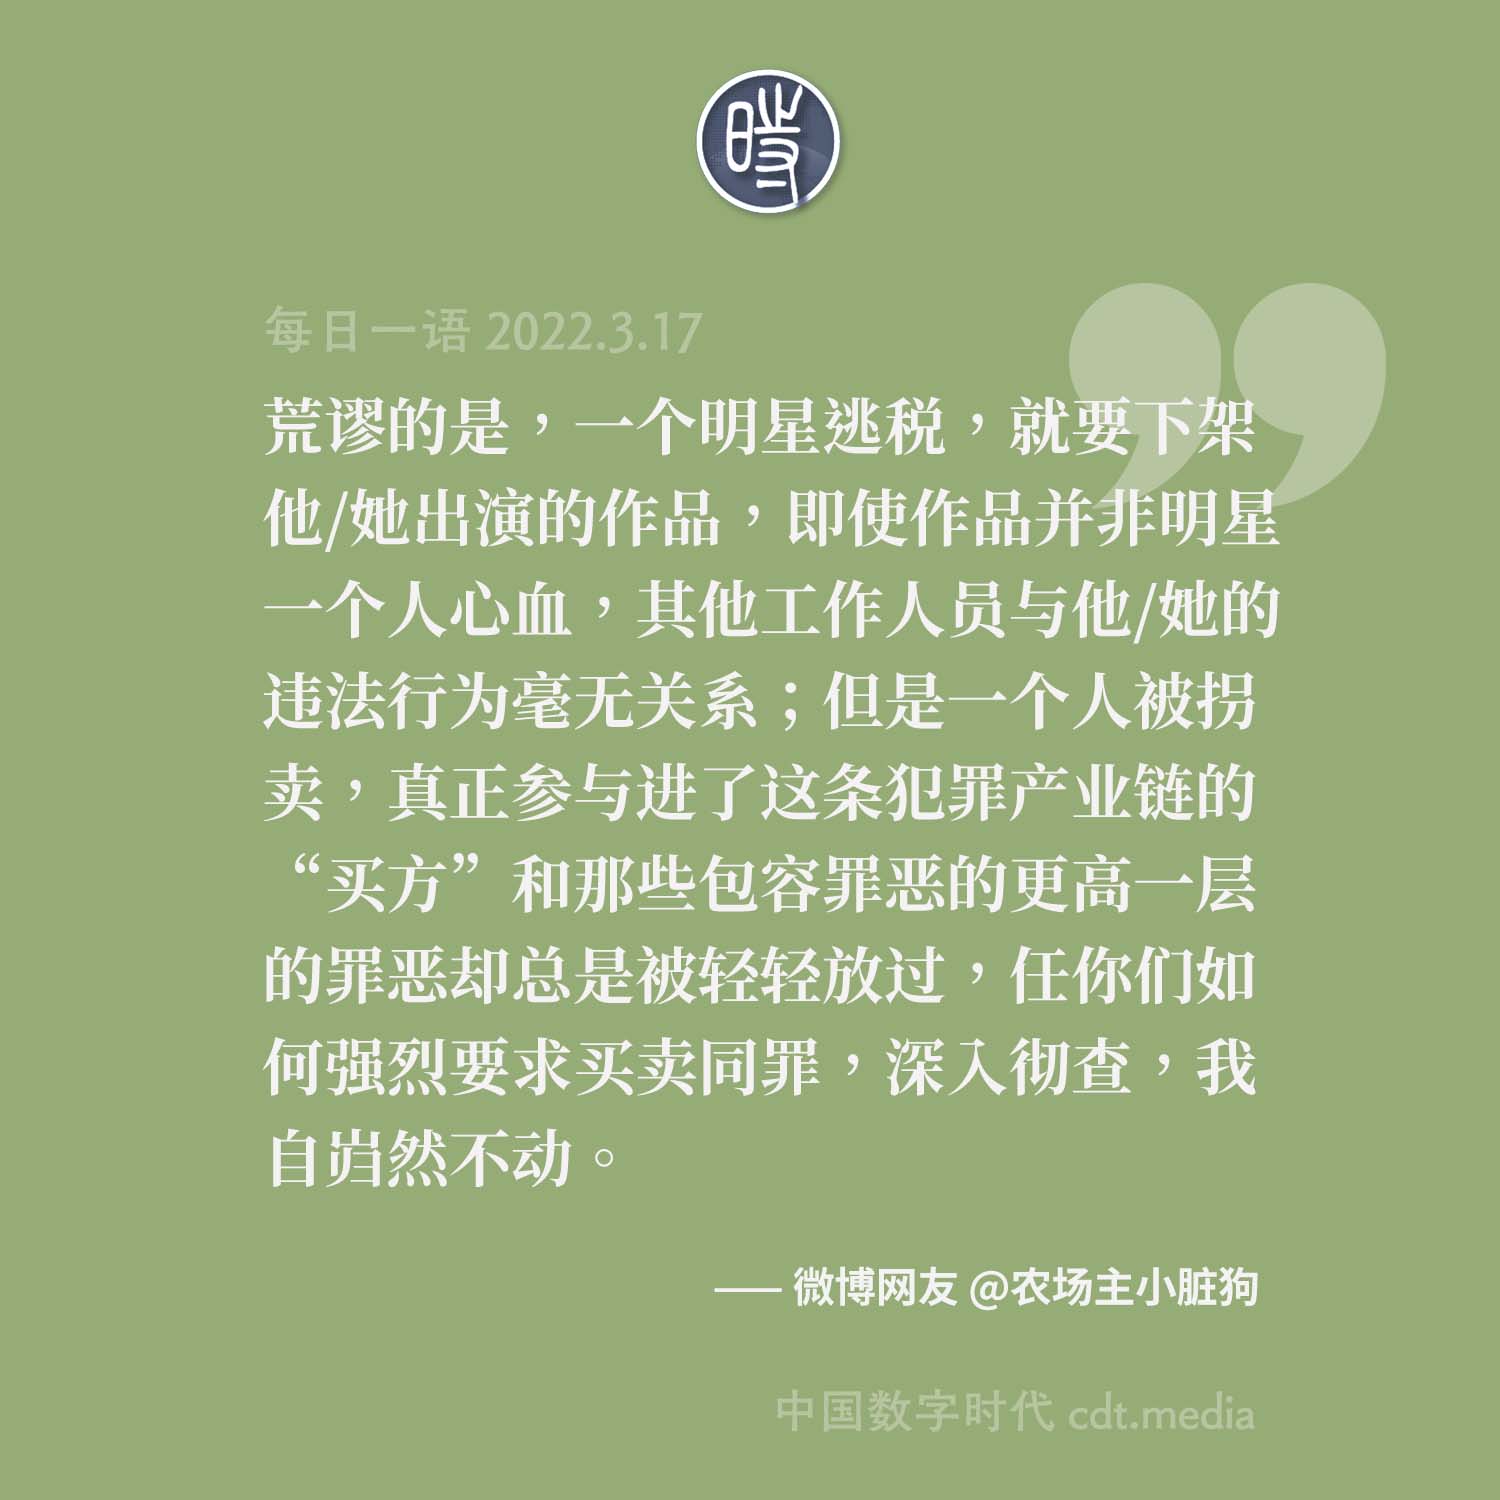 時
每日一语 2022.3.17
荒谬的是，一个明星逃税，就要下架
他/她出演的作品，即使作品并非明星
一个人心血，其他工作人员与他/她的
违法行为毫无关系；但是一个人被拐
卖，真正参与进了这条犯罪产业链的
“买方”和那些包容罪恶的更高一层
的罪恶却总是被轻轻放过，任你们如
何强烈要求买卖同罪，深入彻查，我
自岿然不动。
—— 微博网友 @农场主小脏狗
中国数字时代 cdt.media